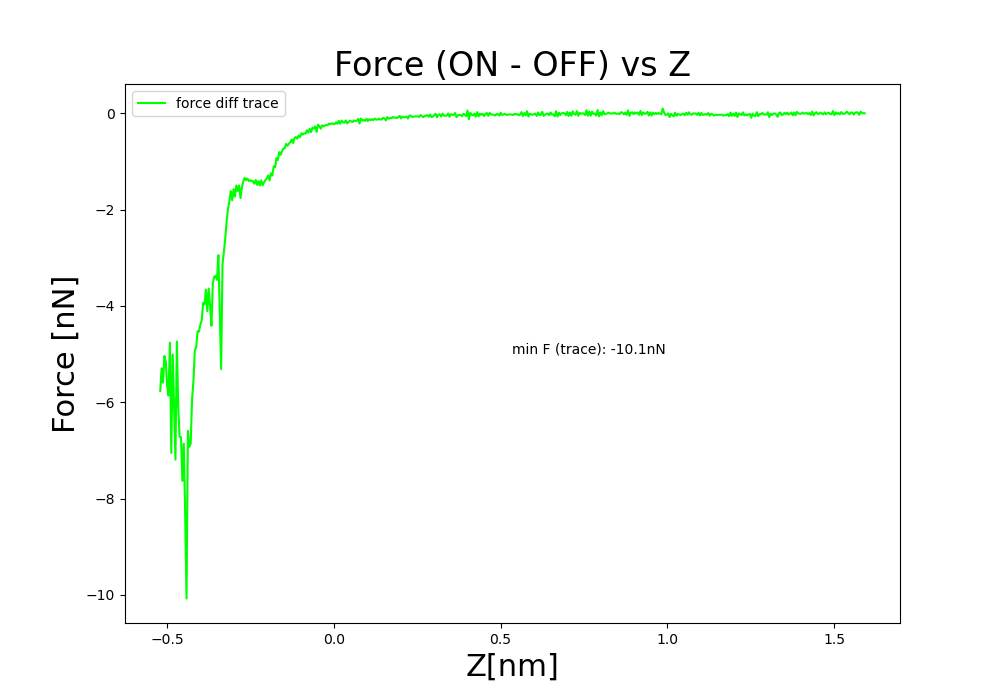 Force (ON - OFF) vs Z
force diff trace
0
−2
−4
−6
−8
−10
Force [nN]
min F (trace): -10.1nN
−0.5
0.0
0.5
1.0
1.5
Z[nm]